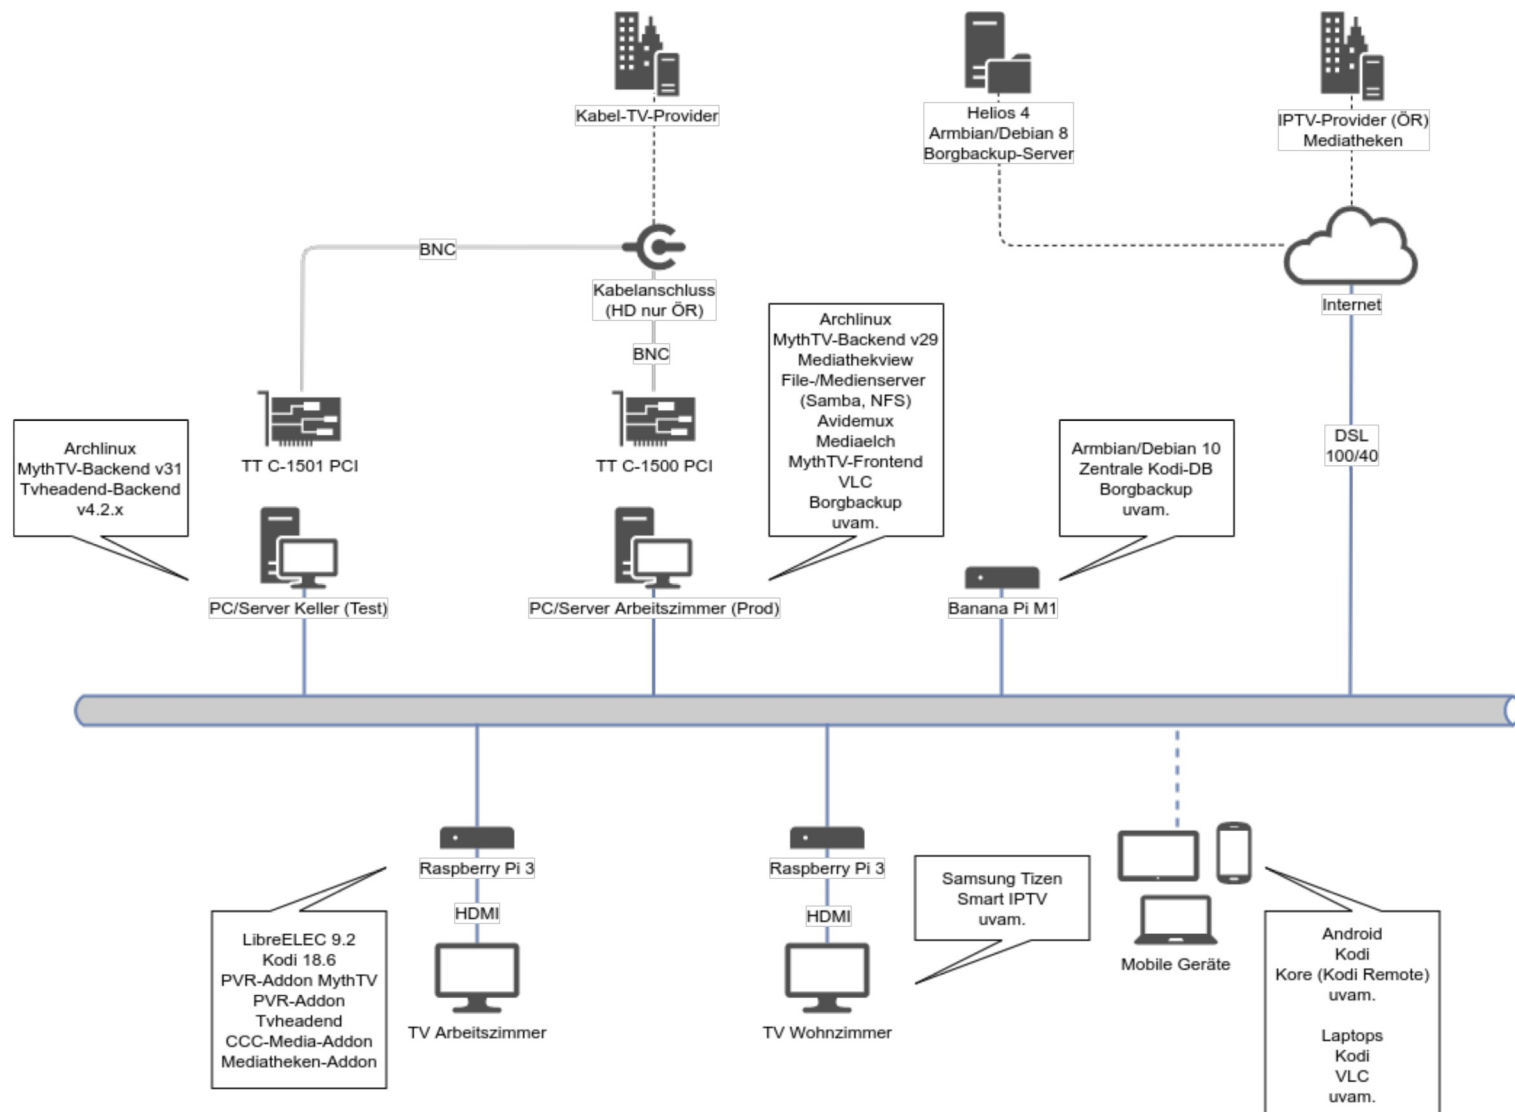 Kabel-TV-Provider
Helios 4
Armbian/Debian 8
Borgbackup-Server
IPTV-Provider (ÖR)
Mediatheken
BNC
Kabelanschluss
(HD nur ÖR)
BNC
Internet
Archlinux
MythTV-Backend v29
Mediathekview
File-/Medienserver
(Samba, NFS)
Avidemux
Mediaelch
MythTV-Frontend
VLC
Borgbackup
uvam.
TT C-1501 PCI
TT C-1500 PCI
Archlinux
MythTV-Backend v31
Tvheadend-Backend
v4.2.x
Armbian/Debian 10
Zentrale Kodi-DB
Borgbackup
uvam.
DSL
100/40
PC/Server Keller (Test)
PC/Server Arbeitszimmer (Prod)
Banana Pi M1
Raspberry Pi 3
HDMI
TV Arbeitszimmer
LibreELEC 9.2
Kodi 18.6
PVR-Addon MythTV
PVR-Addon
Tvheadend
CCC-Media-Addon
Mediatheken-Addon
Raspberry Pi 3
HDMI
TV Wohnzimmer
Samsung Tizen
Smart IPTV
uvam.
Mobile Geräte
Android
Kodi
Kore (Kodi Remote)
uvam.
Laptops
Kodi
VLC
uvam.